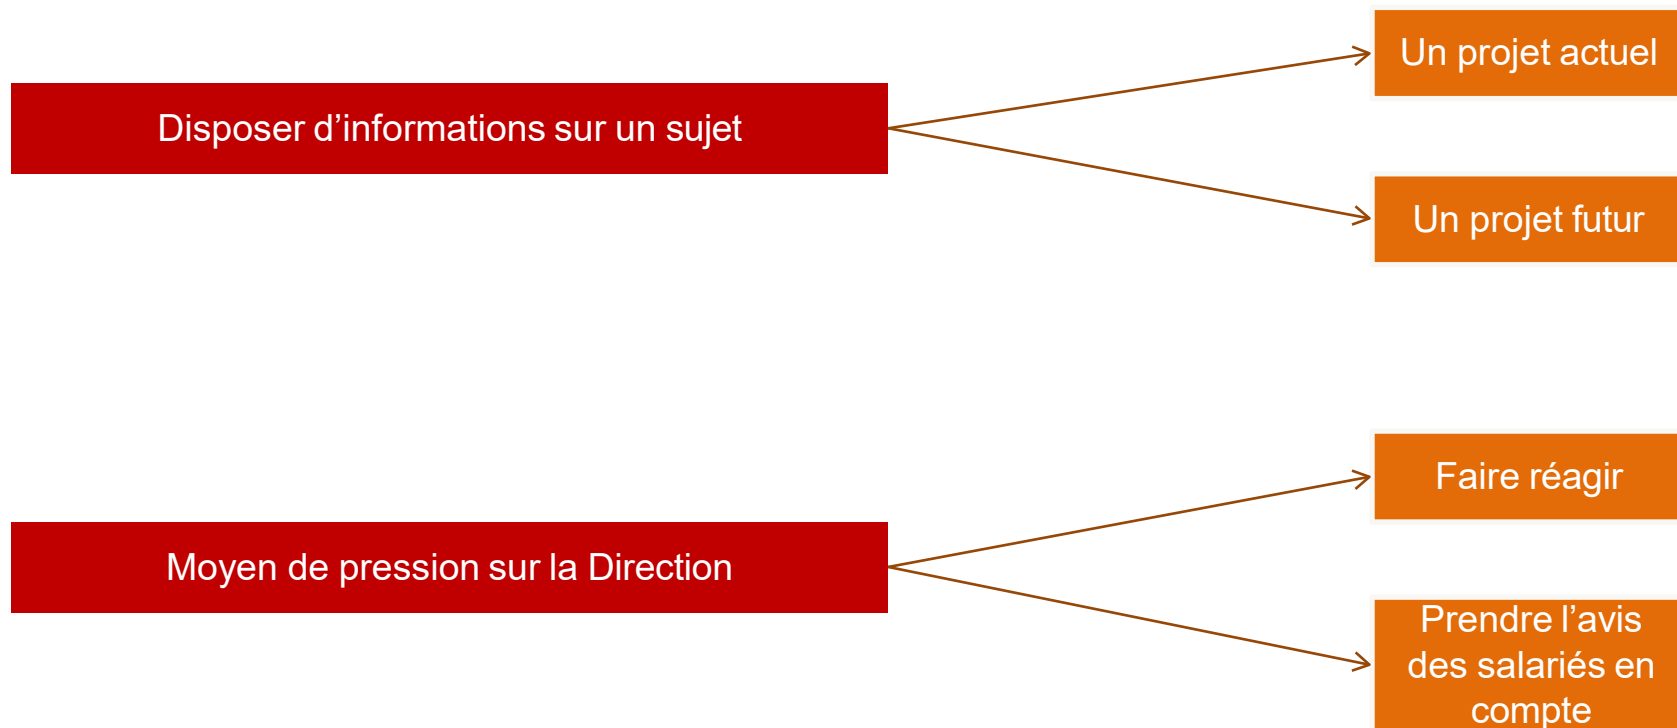 Disposer d’informations sur un sujet
Un projet actuel
Un projet futur
Moyen de pression sur la Direction
Faire réagir
Prendre l’avis
des salariés en
compte